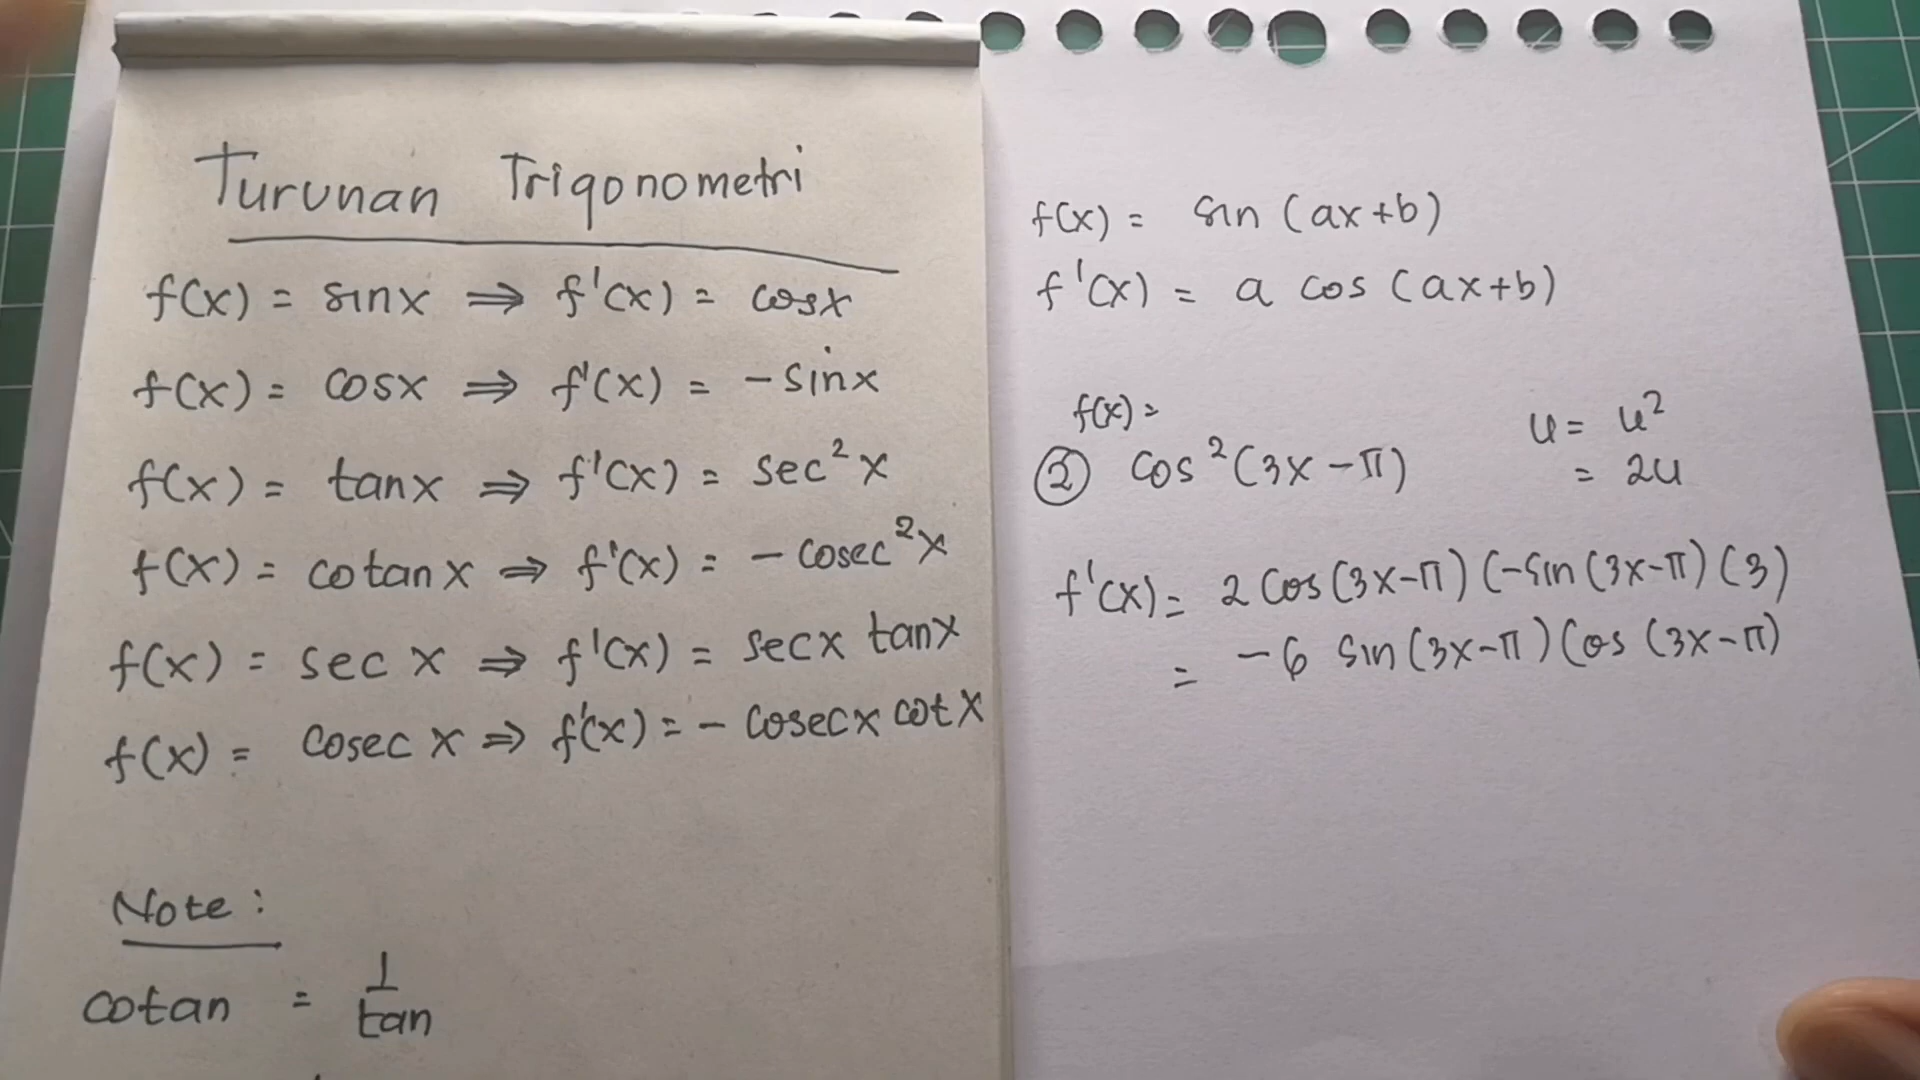 Turunan Trigonometri
f(x) = sinx ⇒ f'(x) = cosx
f(x) = cosx ⇒ f'(x) = -sinx
f(x) = tanx ⇒ f'(x) = sec²x
f(x) = cotanx ⇒ f'(x) = -cosec²x
f(x) = secx ⇒ f'(x) = secx tanx
f(x) = cosecx ⇒ f'(x) = -cosecx cotx
Note:
cotan = 1/tan
f(x) = sin (ax+b)
f'(x) = a cos (ax+b)
f(x) =
② cos²(3x-π)
u = u²
= 2u
f'(x) = 2 cos(3x-π) (-sin(3x-π) (3)
= -6 sin(3x-π) cos (3x-π)